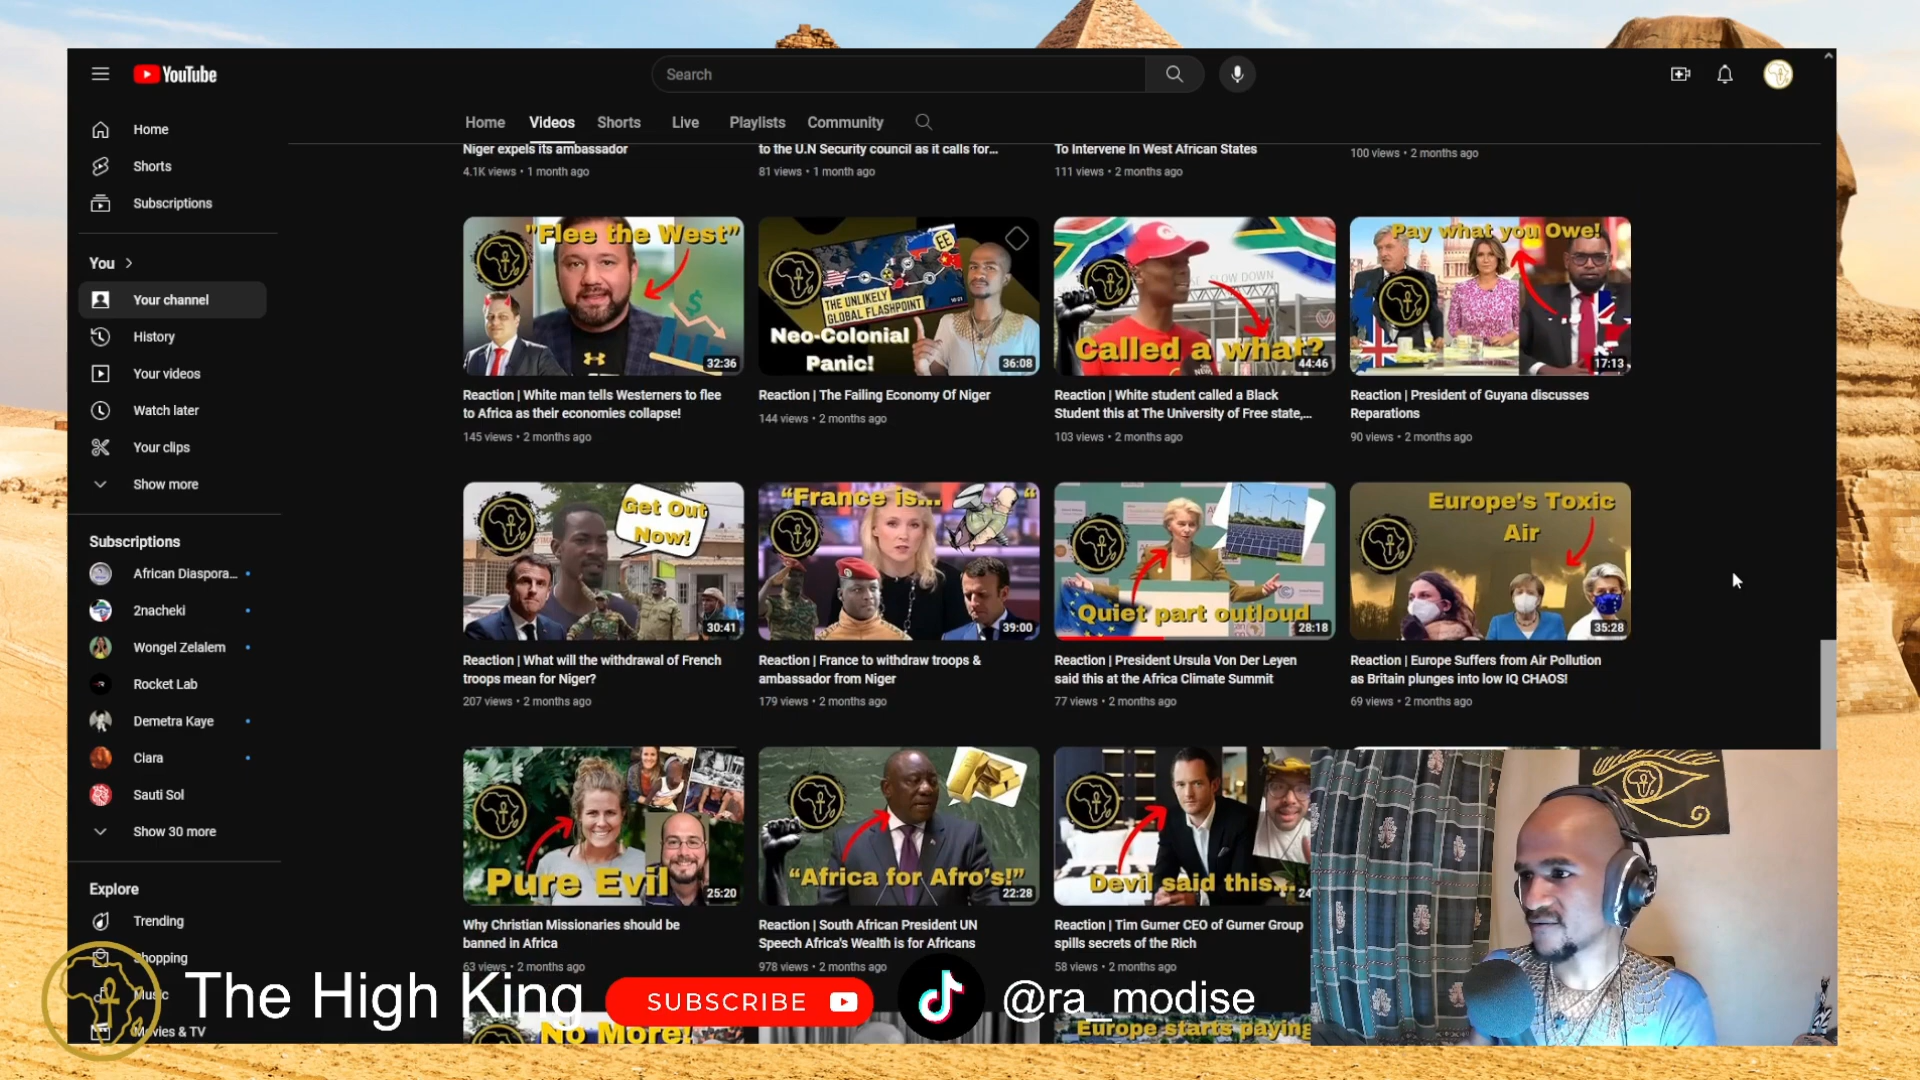 YouTube
Search
Home
Videos
Shorts
Live
Playlists
Community
Home
Shorts
Subscriptions
You
Your channel
History
Your videos
Watch later
Your clips
Show more
Subscriptions
African Diaspora...
2nacheki
Wongel Zelalem
Rocket Lab
Demetra Kaye
Clara
Sauti Sol
Show 30 more
Explore
Trending
Shopping
Music
Movies & TV
Niger expels its ambassador
4.1K views • 1 month ago
to the U.N Security council as it calls for...
81 views • 1 month ago
To Intervene In West African States
111 views • 2 months ago
100 views • 2 months ago
"Flee the West"
32:36
Reaction | White man tells Westerners to flee
to Africa as their economies collapse!
145 views • 2 months ago
THE UNLIKELY
GLOBAL FLASHPOINT
Neo-Colonial
Panic!
36:08
Reaction | The Failing Economy Of Niger
144 views • 2 months ago
SLOW DOWN
Called a what?
44:46
Reaction | White student called a Black
Student this at The University of Free state,...
103 views • 2 months ago
Pay what you Owe!
17:13
Reaction | President of Guyana discusses
Reparations
90 views • 2 months ago
Get Out
Now!
30:41
Reaction | What will the withdrawal of French
troops mean for Niger?
207 views • 2 months ago
"France is... "
39:00
Reaction | France to withdraw troops &
ambassador from Niger
179 views • 2 months ago
Quiet part outloud
28:18
Reaction | President Ursula Von Der Leyen
said this at the Africa Climate Summit
77 views • 2 months ago
Europe's Toxic
Air
35:28
Reaction | Europe Suffers from Air Pollution
as Britain plunges into low IQ CHAOS!
69 views • 2 months ago
Pure Evil
25:20
Why Christian Missionaries should be
banned in Africa
63 views • 2 months ago
"Africa for Afro's!"
22:28
Reaction | South African President UN
Speech Africa's Wealth is for Africans
978 views • 2 months ago
Devil said this...
24
Reaction | Tim Gurner CEO of Gurner Group
spills secrets of the Rich
58 views • 2 months ago
No More!
Europe starts paying
The High King
SUBSCRIBE
@ra_modise